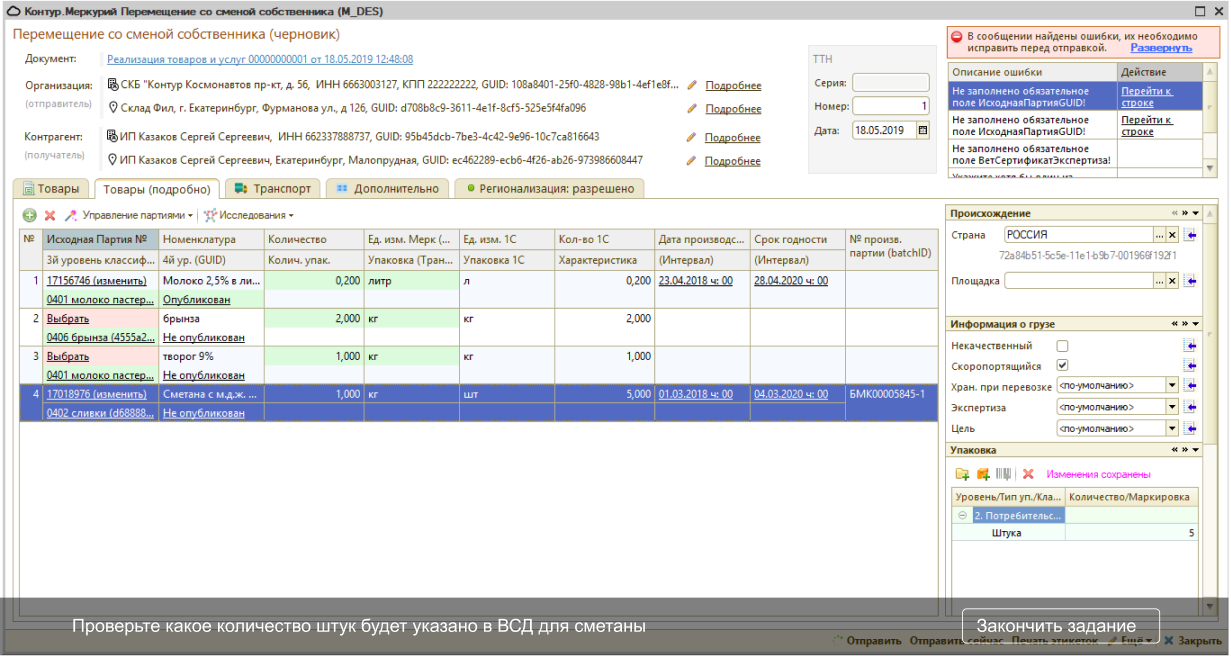 Контур.Меркурий Перемещение со сменой собственника (M_DES)
Перемещение со сменой собственника (черновик)
Документ: Реализация товаров и услуг 00000000001 от 18.05.2019 12:48:08
Организация: СКБ "Контур Космонавтов пр-кт, д. 56, ИНН 6663003127, КПП 222222222, GUID: 108a8401-25f0-4828-98b1-4ef1e8f... Подробнее
(отправитель) Склад Фил, г. Екатеринбург, Фурманова ул., д 126, GUID: d708b8c9-3611-4e1f-8cf5-525e5f4fa096 Подробнее
Контрагент: ИП Казаков Сергей Сергеевич, ИНН 662337888737, GUID: 95b45dcb-7be3-4c42-9e96-10c7ca816643 Подробнее
(получатель) ИП Казаков Сергей Сергеевич, Екатеринбург, Малопрудная, GUID: ec462289-ecb6-4f26-ab26-973986608447 Подробнее
ТТН
Серия:
Номер: 1
Дата: 18.05.2019
В сообщении найдены ошибки, их необходимо
исправить перед отправкой. Развернуть
Описание ошибки Действие
Не заполнено обязательное Перейти к
поле ИсходнаяПартияGUID! строке
Не заполнено обязательное Перейти к
поле ИсходнаяПартияGUID! строке
Не заполнено обязательное
поле ВетСертификатЭкспертиза!
Укажите хотя бы один из
Товары Товары (подробно) Транспорт Дополнительно Регионализация: разрешено
Управление партиями Исследования
№ Исходная Партия № Номенклатура Количество Ед. изм. Мерк (... Ед. изм. 1С Кол-во 1С Дата производс... Срок годности № произв.
3й уровень классиф... 4й ур. (GUID) Колич. упак. Упаковка (Тран... Упаковка 1С Характеристика (Интервал) (Интервал) партии (batchID)
1 17156746 (изменить) Молоко 2,5% в ли... 0,200 литр л 0,200 23.04.2018 ч: 00 28.04.2020 ч: 00
0401 молоко пастер... Опубликован
2 Выбрать брынза 2,000 кг кг 2,000
0406 брынза (4555a2... Не опубликован
3 Выбрать творог 9% 1,000 кг кг 1,000
0401 молоко пастер... Не опубликован
4 17018976 (изменить) Сметана с м.д.ж. ... 1,000 кг шт 5,000 01.03.2018 ч: 00 04.03.2020 ч: 00 БМК00005845-1
0402 сливки (d68888... Не опубликован
Происхождение
Страна РОССИЯ ...
72a84b51-5c5e-11e1-b9b7-001966f192f1
Площадка ...
Информация о грузе
Некачественный
Скоропортящийся
Хран. при перевозке <по-умолчанию>
Экспертиза <по-умолчанию>
Цель <по-умолчанию>
Упаковка
Изменения сохранены
Уровень/Тип уп./Кла... Количество/Маркировка
2. Потребительс...
Штука 5
Проверьте какое количество штук будет указано в ВСД для сметаны
Закончить задание
Отправить Отправить сейчас Печать этикеток Ещё Закрыть